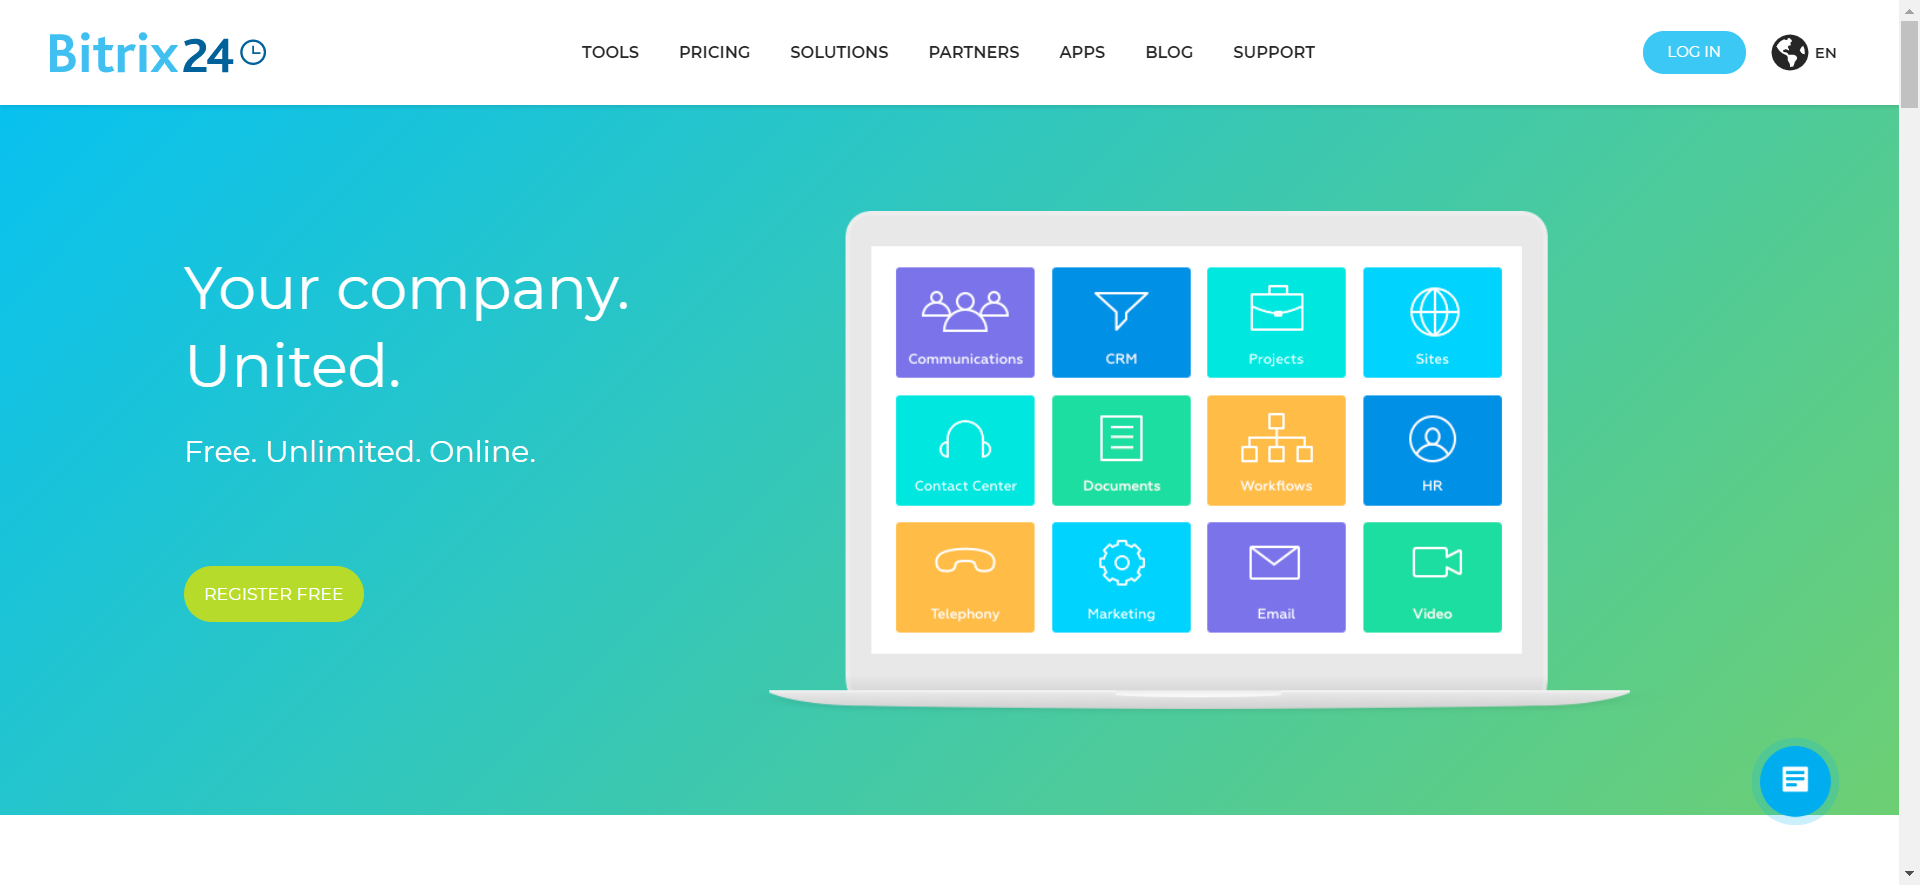 Bitrix24
TOOLS PRICING SOLUTIONS PARTNERS APPS BLOG SUPPORT
LOG IN
EN
Your company.
United.
Free. Unlimited. Online.
REGISTER FREE
Communications CRM Projects Sites
Contact Center Documents Workflows HR
Telephony Marketing Email Video